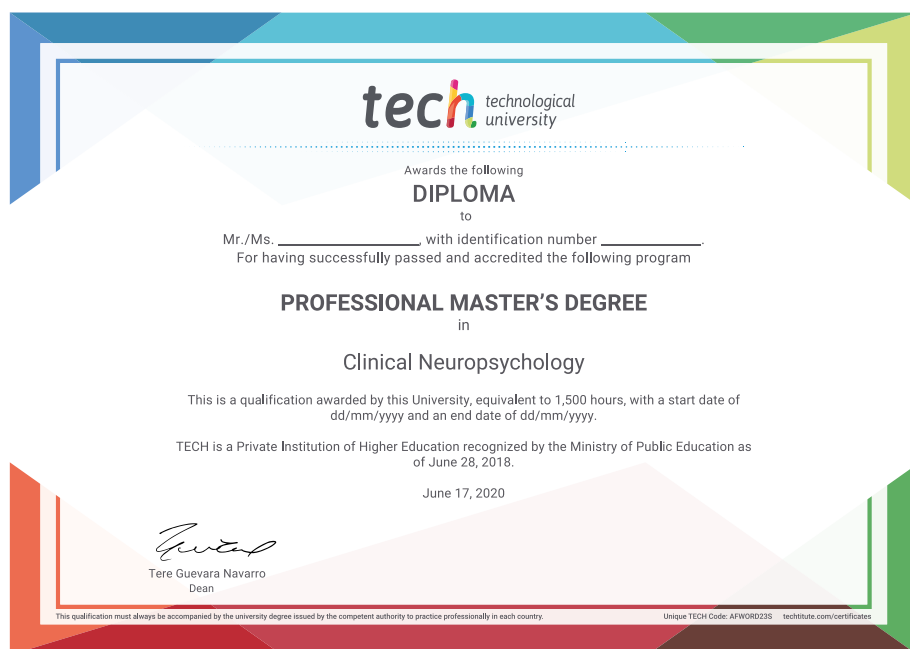 tech technological
university
Awards the following
DIPLOMA
to
Mr./Ms. ____________________, with identification number ______________.
For having successfully passed and accredited the following program
PROFESSIONAL MASTER'S DEGREE
in
Clinical Neuropsychology
This is a qualification awarded by this University, equivalent to 1,500 hours, with a start date of
dd/mm/yyyy and an end date of dd/mm/yyyy.
TECH is a Private Institution of Higher Education recognized by the Ministry of Public Education as
of June 28, 2018.
June 17, 2020
Tere Guevara Navarro
Dean
This qualification must always be accompanied by the university degree issued by the competent authority to practice professionally in each country.
Unique TECH Code: AFWORD23S techtitute.com/certificates